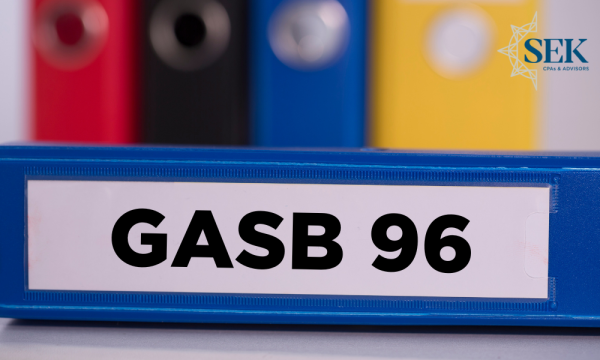 SEK
CPAs & ADVISORS
GASB 96